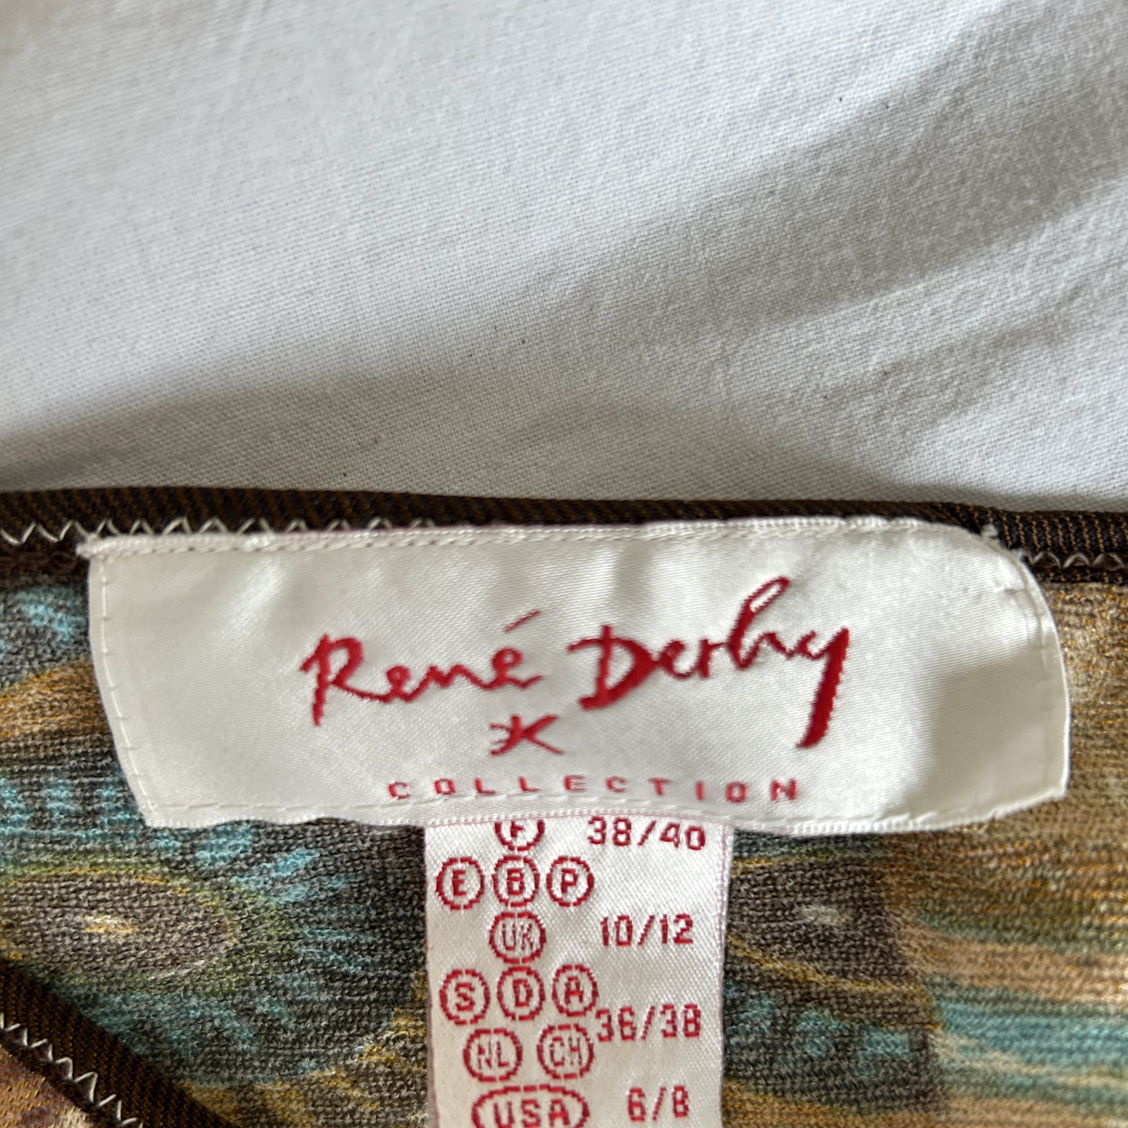 René Derhy
COLLECTION
F 38/40
E B P
UK 10/12
S D A
36/38
NL CH
USA 6/8